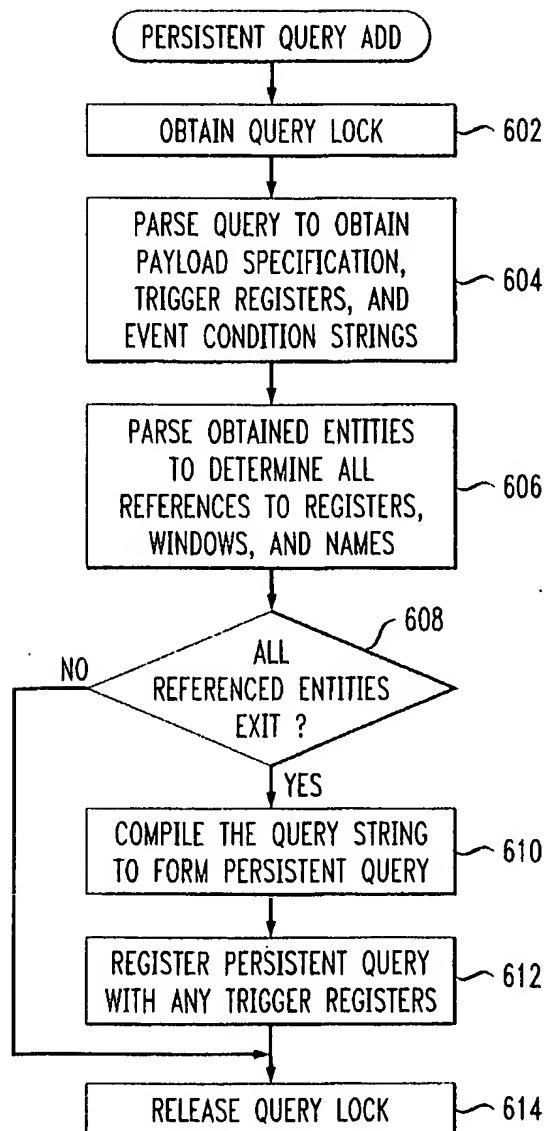 PERSISTENT QUERY ADD
OBTAIN QUERY LOCK
602
PARSE QUERY TO OBTAIN
PAYLOAD SPECIFICATION,
TRIGGER REGISTERS, AND
EVENT CONDITION STRINGS
604
PARSE OBTAINED ENTITIES
TO DETERMINE ALL
REFERENCES TO REGISTERS,
WINDOWS, AND NAMES
606
608
ALL
REFERENCED ENTITIES
EXIT ?
NO
YES
COMPILE THE QUERY STRING
TO FORM PERSISTENT QUERY
610
REGISTER PERSISTENT QUERY
WITH ANY TRIGGER REGISTERS
612
RELEASE QUERY LOCK
614